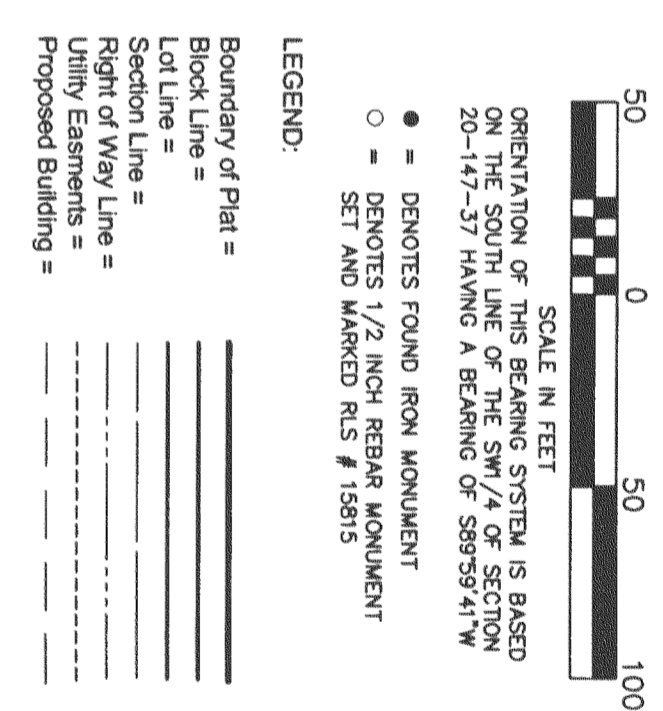 50 0 50 100
SCALE IN FEET
ORIENTATION OF THIS BEARING SYSTEM IS BASED
ON THE SOUTH LINE OF THE SW1/4 OF SECTION
20-147-37 HAVING A BEARING OF S89°59'41"W
● = DENOTES FOUND IRON MONUMENT
○ = DENOTES 1/2 INCH REBAR MONUMENT
SET AND MARKED RLS # 15815
LEGEND:
Boundary of Plat =
Block Line =
Lot Line =
Section Line =
Right of Way Line =
Utility Easments =
Proposed Building =